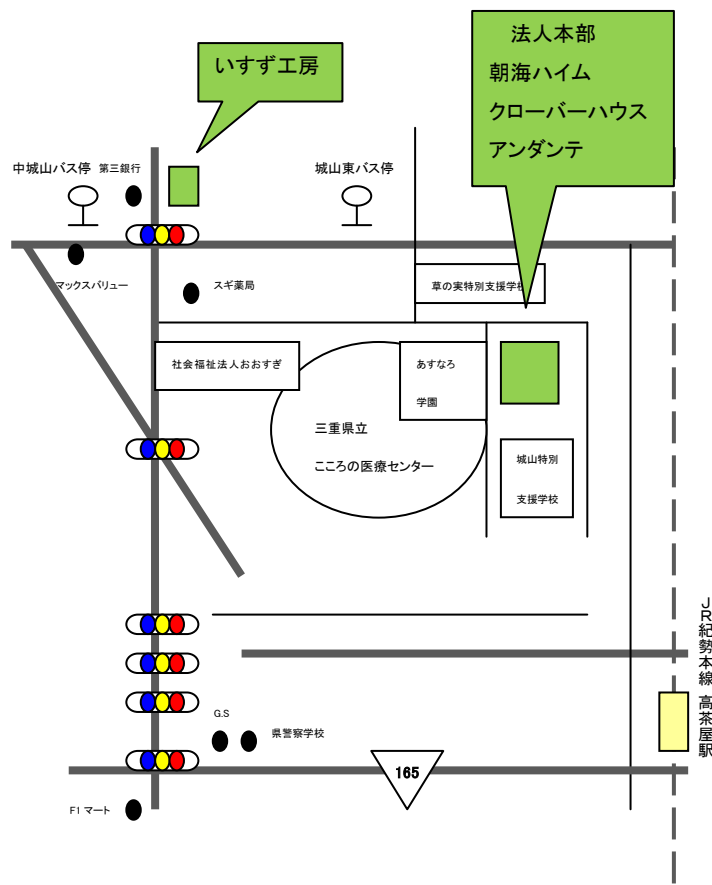 いすず工房
法人本部
朝海ハイム
クローバーハウス
アンダンテ
中城山バス停
第三銀行
城山東バス停
マックスバリュー
スギ薬局
草の実特別支援学校
社会福祉法人おおすぎ
あすなろ
学園
三重県立
こころの医療センター
城山特別
支援学校
JR紀勢本線 高茶屋駅
G.S
県警察学校
165
F1 マート